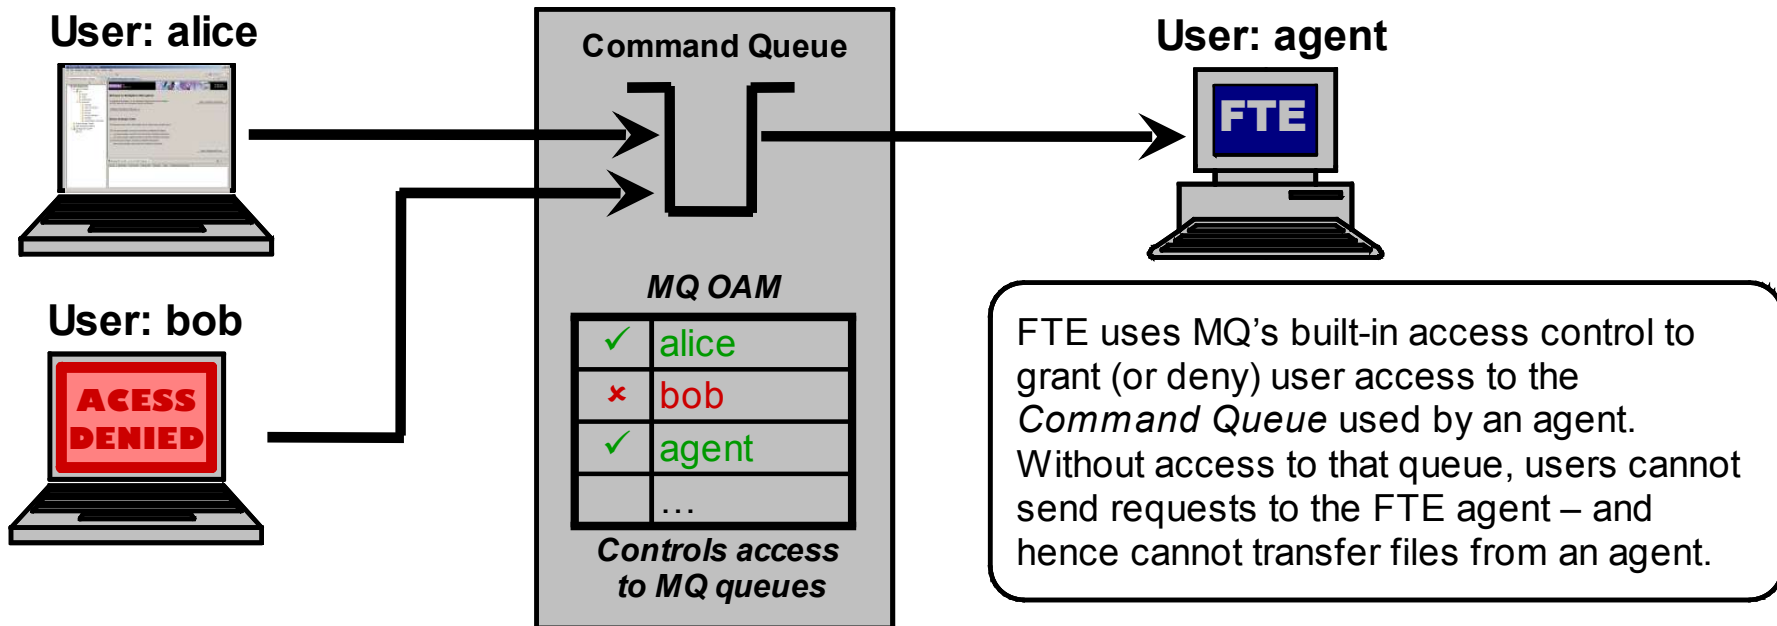 User: alice
User: bob
ACESS
DENIED
Command Queue
MQ OAM
✓ alice
× bob
✓ agent
...
Controls access
to MQ queues
User: agent
FTE
FTE uses MQ's built-in access control to
grant (or deny) user access to the
Command Queue used by an agent.
Without access to that queue, users cannot
send requests to the FTE agent – and
hence cannot transfer files from an agent.